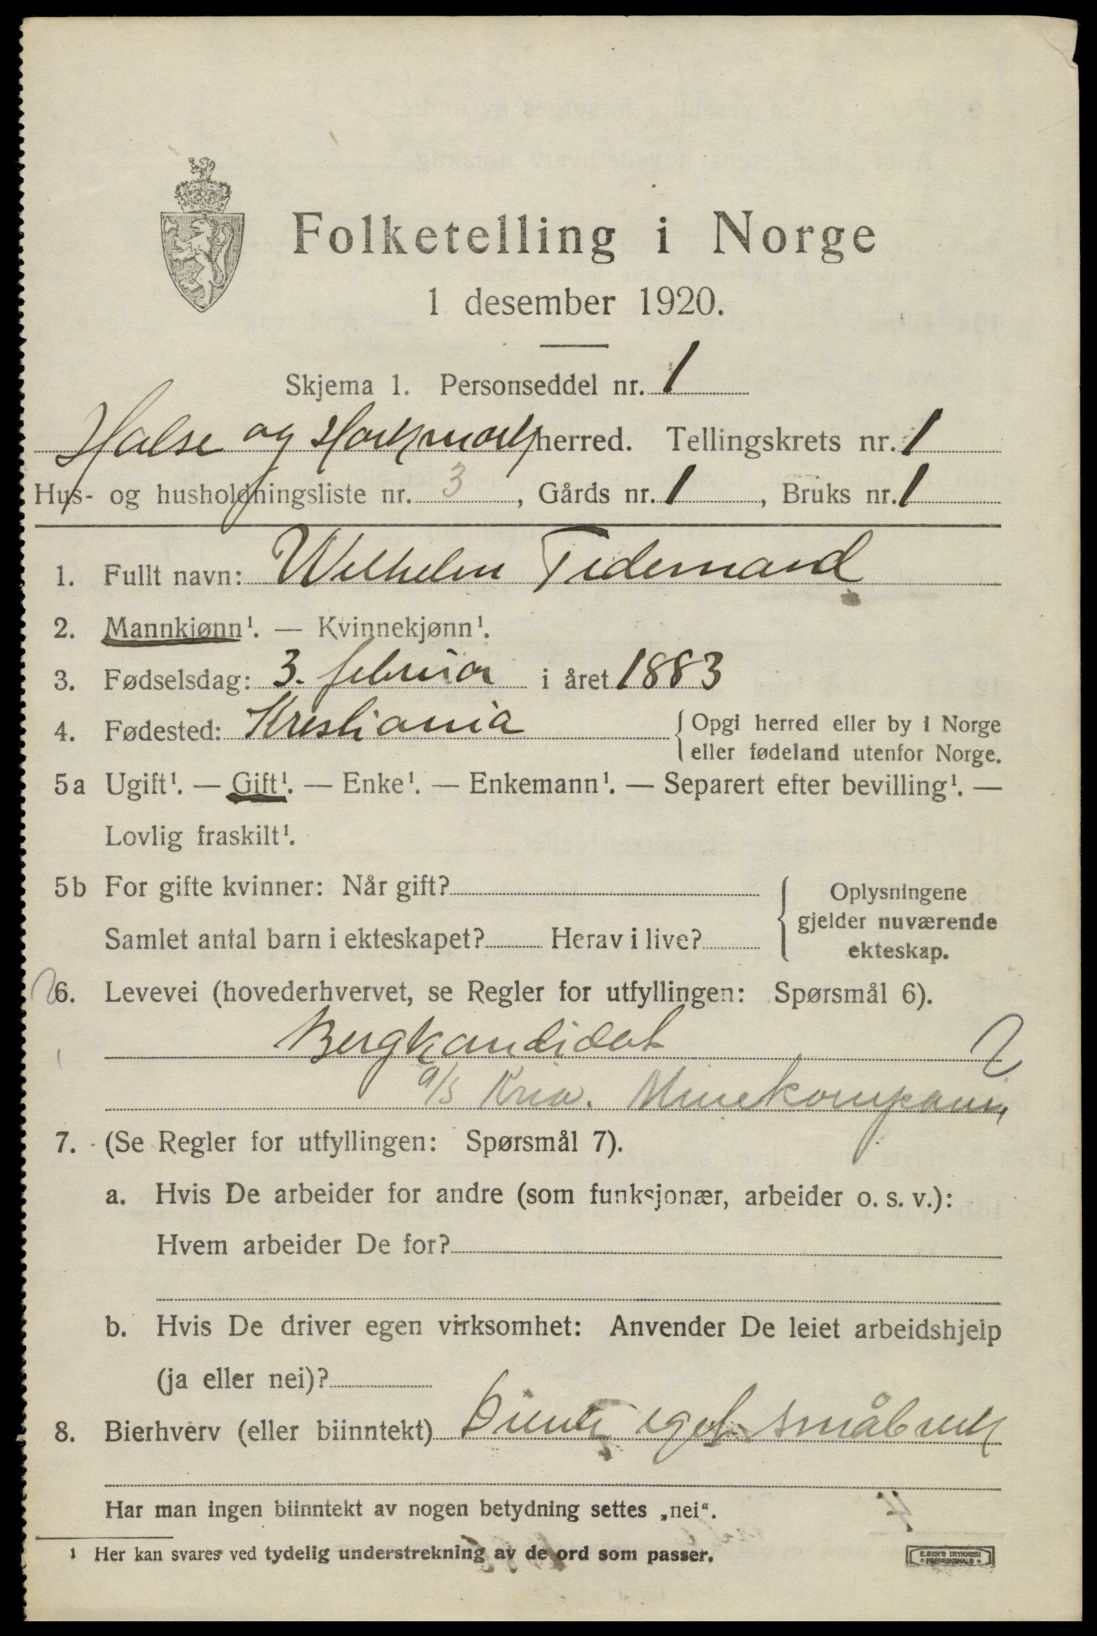 Folketelling i Norge
1 desember 1920.
Skjema 1. Personseddel nr. 1
Halse og Harkmark herred. Tellingskrets nr. 1
Hus- og husholdningsliste nr. 3, Gårds nr. 1, Bruks nr. 1
1. Fullt navn: Wilhelm Tidemand
2. Mannkjønn¹. — Kvinnekjønn¹.
3. Fødselsdag: 3. februar i året 1883
4. Fødested: Kristiania {Opgi herred eller by i Norge
eller fødeland utenfor Norge.
5a Ugift¹. — Gift¹. — Enke¹. — Enkemann¹. — Separert efter bevilling¹. —
Lovlig fraskilt¹.
5b For gifte kvinner: Når gift?
Samlet antal barn i ekteskapet? Herav i live?
{Oplysningene
gjelder nuværende
ekteskap.
6. Levevei (hovederhvervet, se Regler for utfyllingen: Spørsmål 6).
Bergkandidat
a/s Kria. Minekompani
7. (Se Regler for utfyllingen: Spørsmål 7).
a. Hvis De arbeider for andre (som funksjonær, arbeider o. s. v.):
Hvem arbeider De for?
b. Hvis De driver egen virksomhet: Anvender De leiet arbeidshjelp
(ja eller nei)?
8. Bierhverv (eller biinntekt) eget småbruk
Har man ingen biinntekt av nogen betydning settes „nei“.
¹ Her kan svares ved tydelig understrekning av de ord som passer.